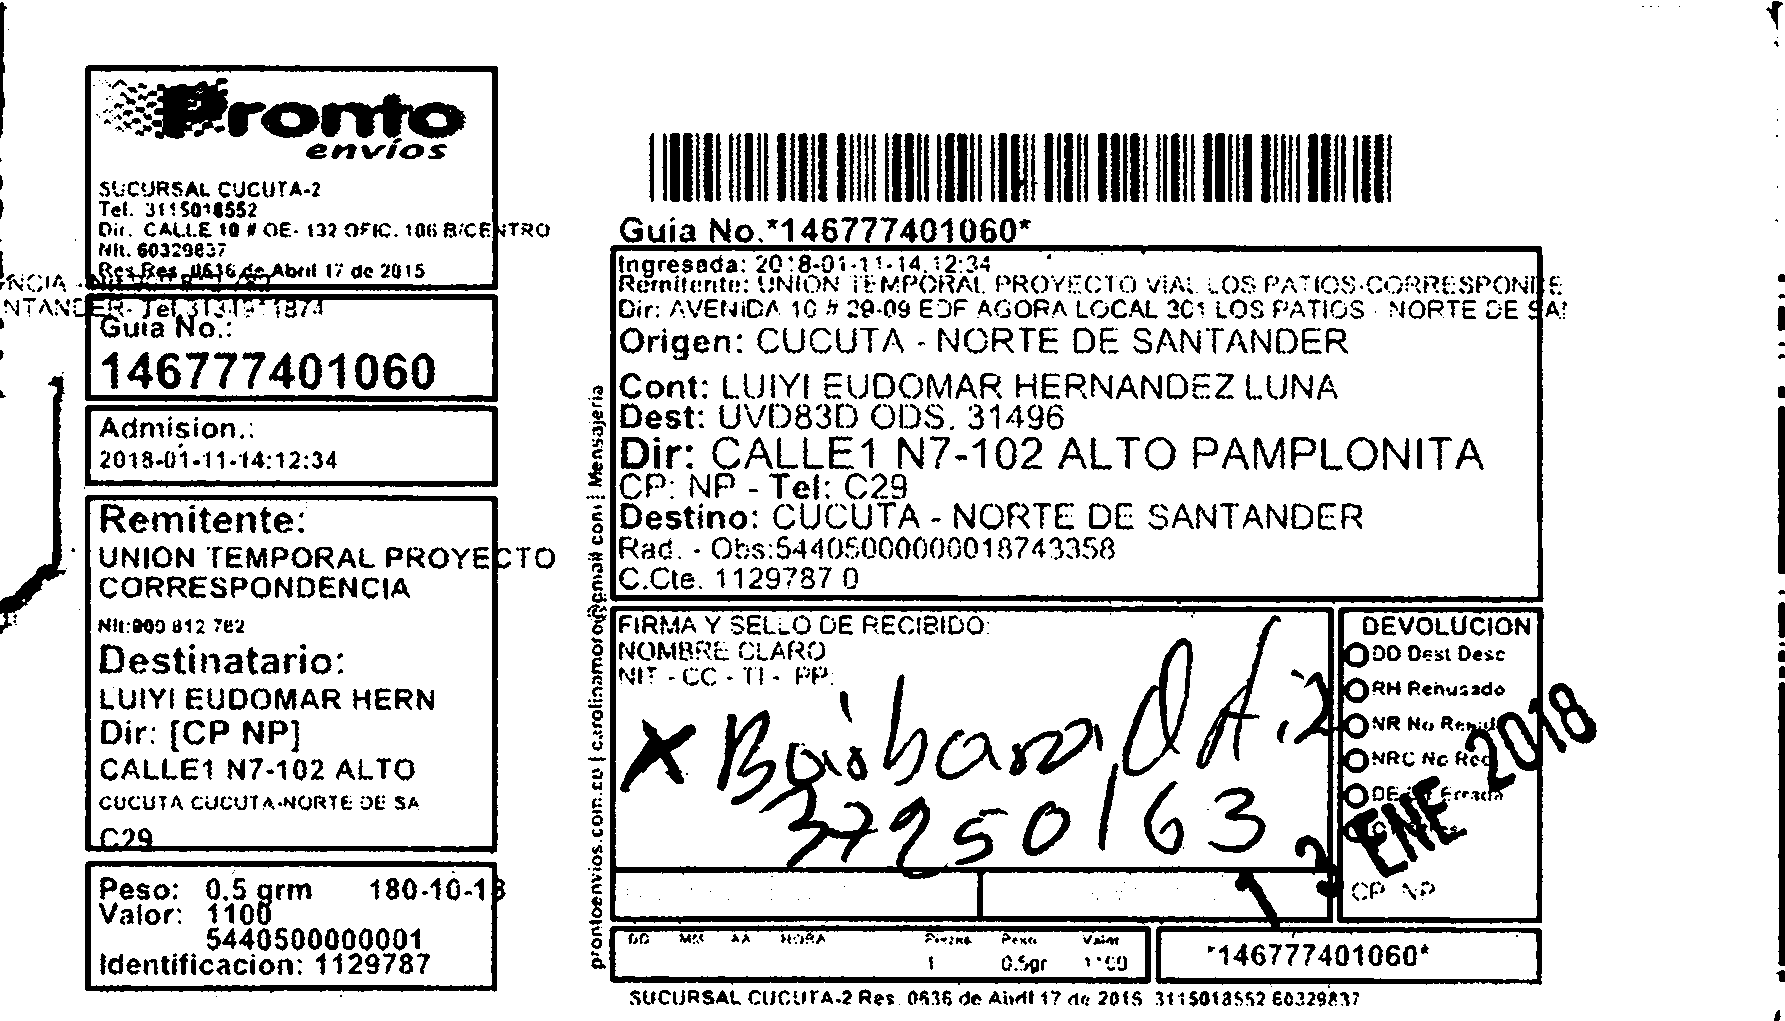 Pronto
envíos
SUCURSAL CUCUTA-2
Tel. 3115018552
Dir. CALLE 10 # OE- 132 OFIC. 106 B/CENTRO
Nit. 60329837
Res Res. 0636 de Abril 17 de 2015
Tel 3131911874
Guia No.:
146777401060
Admision.:
2018-01-11-14:12:34
Remitente:
UNION TEMPORAL PROYECTO
CORRESPONDENCIA
Nit:900 812 782
Destinatario:
LUIYI EUDOMAR HERN
Dir: [CP NP]
CALLE1 N7-102 ALTO
CUCUTA CUCUTA-NORTE DE SA
C29
Peso: 0.5 grm 180-10-18
Valor: 1100
5440500000001
Identificacion: 1129787
prontoenvios.com.co | carolinamoro@gmail.com | Mensajeria
Guia No.*146777401060*
Ingresada: 2018-01-11-14:12:34
Remitente: UNION TEMPORAL PROYECTO VIAL LOS PATIOS-CORRESPONDE
Dir: AVENIDA 10 # 29-09 EDF AGORA LOCAL 301 LOS PATIOS - NORTE DE SA
Origen: CUCUTA - NORTE DE SANTANDER
Cont: LUIYI EUDOMAR HERNANDEZ LUNA
Dest: UVD83D ODS. 31496
Dir: CALLE1 N7-102 ALTO PAMPLONITA
CP: NP - Tel: C29
Destino: CUCUTA - NORTE DE SANTANDER
Rad. - Obs:54405000000018743358
C.Cte. 1129787 0
FIRMA Y SELLO DE RECIBIDO:
NOMBRE CLARO
NIT - CC - TI - PP:
X Barbara
37250163
DEVOLUCION
DD Dest Desc
RH Rehusado
NR No Resid
NRC No Rec
DE Errada
ENE 2018
CP NP
DD MM AA HORA Piezas Peso Valor
1 0.5gr 1100
*146777401060*
SUCURSAL CUCUTA-2 Res. 0636 de Abril 17 de 2015 3115018552 60329837